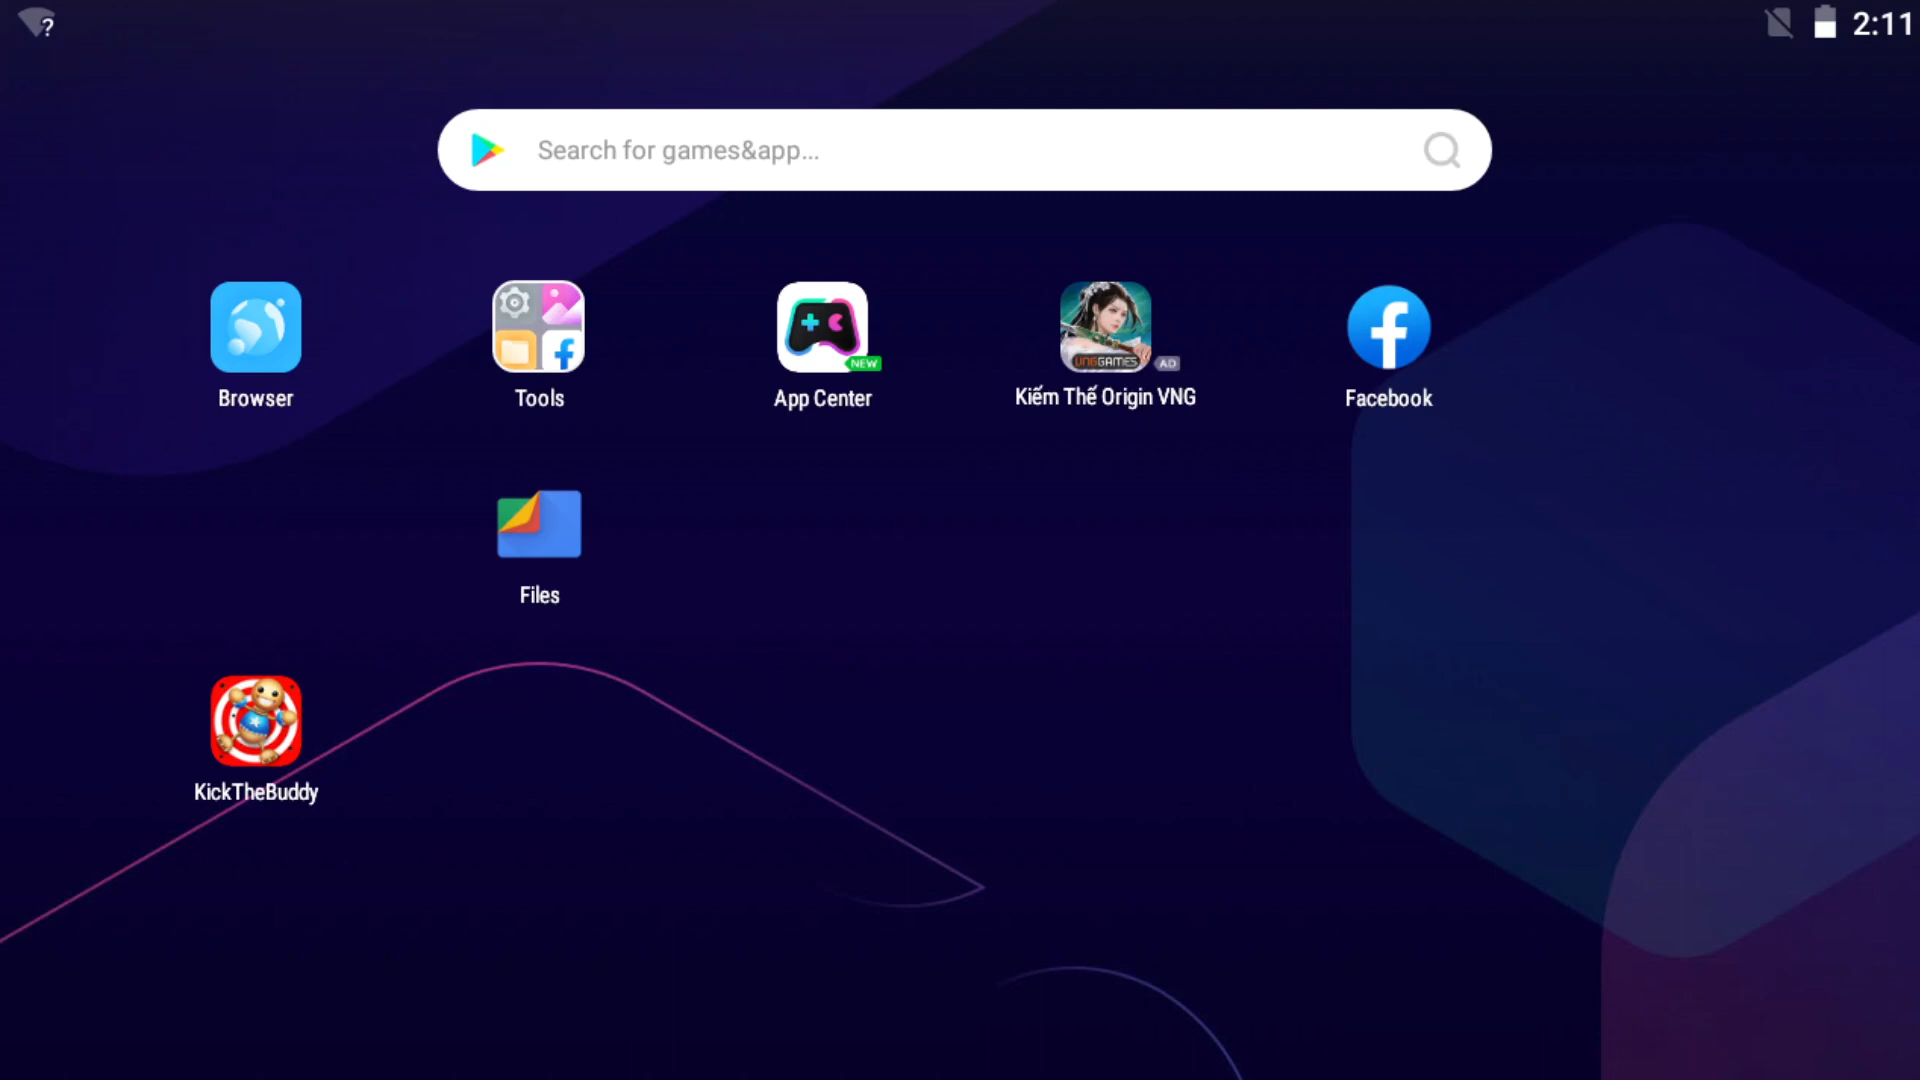 ?
2:11
Search for games&app...
NEW
VNGGAMES
AD
Browser
Tools
App Center
Kiếm Thế Origin VNG
Facebook
Files
KickTheBuddy